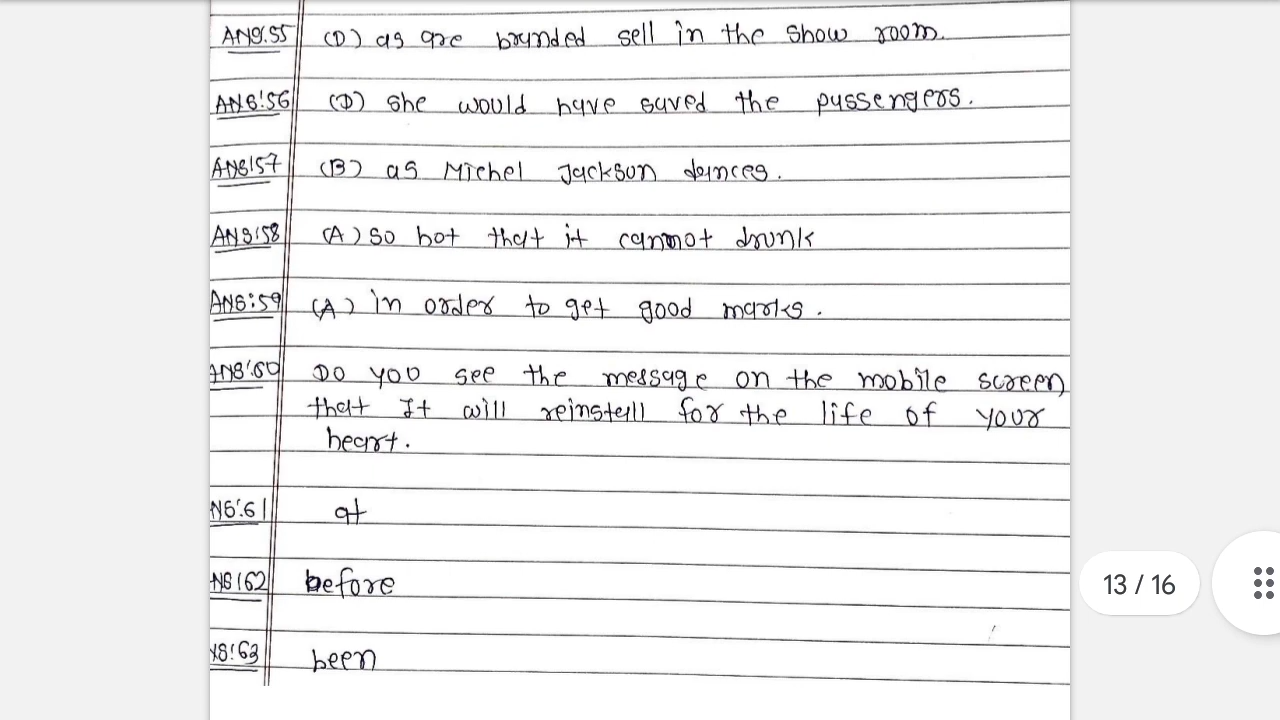 ANS:55 (D) as are branded sell in the show room.
ANS:56 (D) she would have saved the passengers.
ANS:57 (B) as Michel Jackson dances.
ANS:58 (A) so hot that it cannot drunk
ANS:59 (A) in order to get good marks.
ANS:60 Do you see the message on the mobile screen,
that It will reinstall for the life of your
heart.
NS:61 at
NS:62 before
S:63 been
13 / 16